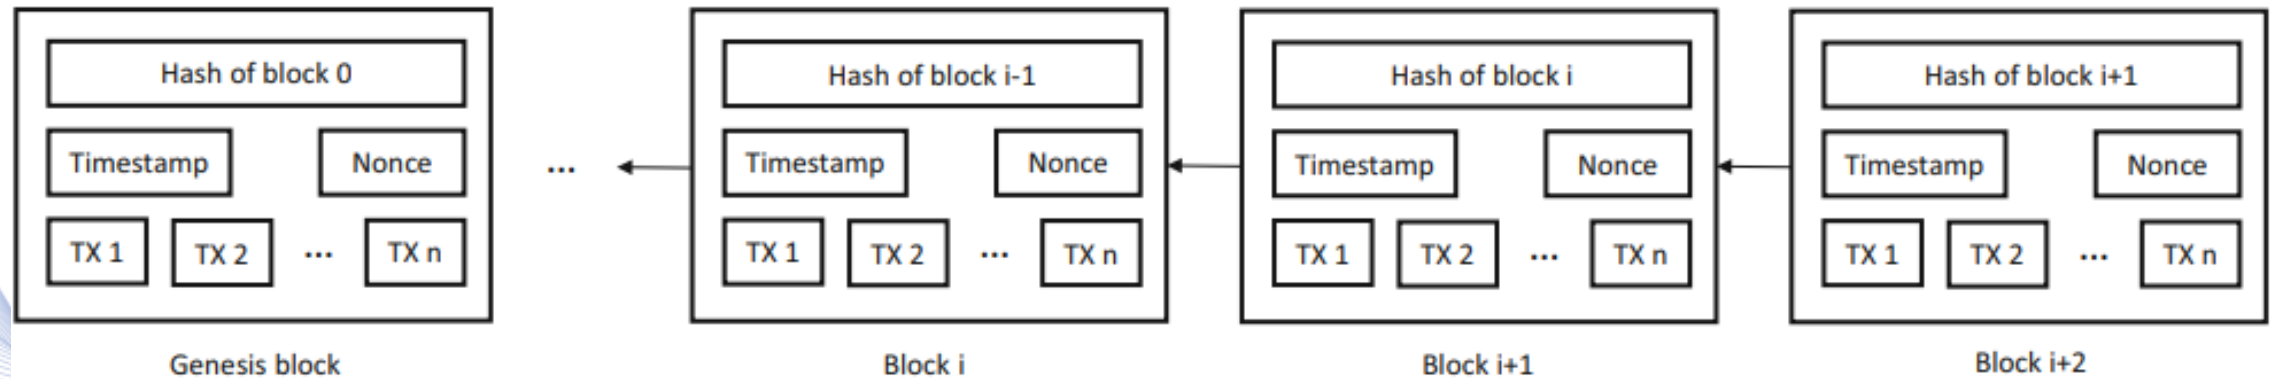 Hash of block 0
Timestamp Nonce
TX 1 TX 2 ... TX n
Genesis block
...
Hash of block i-1
Timestamp Nonce
TX 1 TX 2 ... TX n
Block i
Hash of block i
Timestamp Nonce
TX 1 TX 2 ... TX n
Block i+1
Hash of block i+1
Timestamp Nonce
TX 1 TX 2 ... TX n
Block i+2